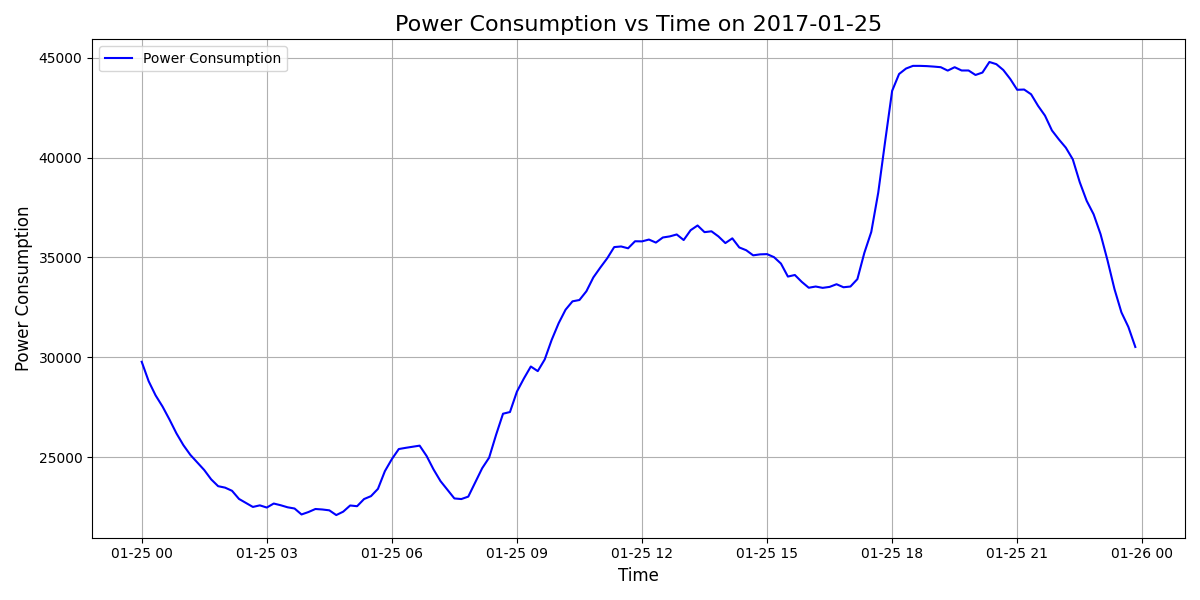 Power Consumption vs Time on 2017-01-25
Power Consumption
45000
40000
35000
30000
25000
Power Consumption
01-25 00 01-25 03 01-25 06 01-25 09 01-25 12 01-25 15 01-25 18 01-25 21 01-26 00
Time